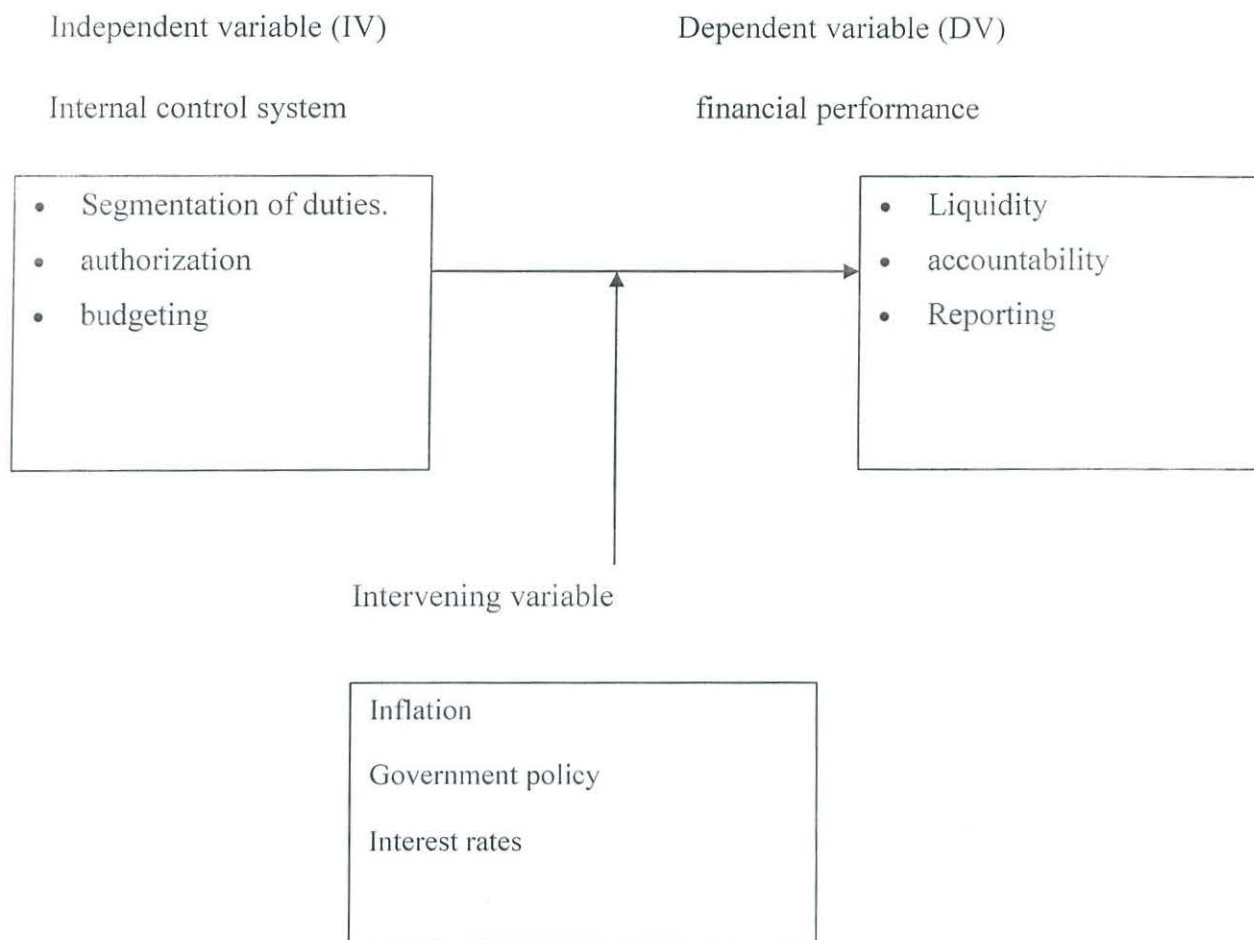 Independent variable (IV)
Dependent variable (DV)
Internal control system
financial performance
• Segmentation of duties.
• authorization
• budgeting
• Liquidity
• accountability
• Reporting
Intervening variable
Inflation
Government policy
Interest rates